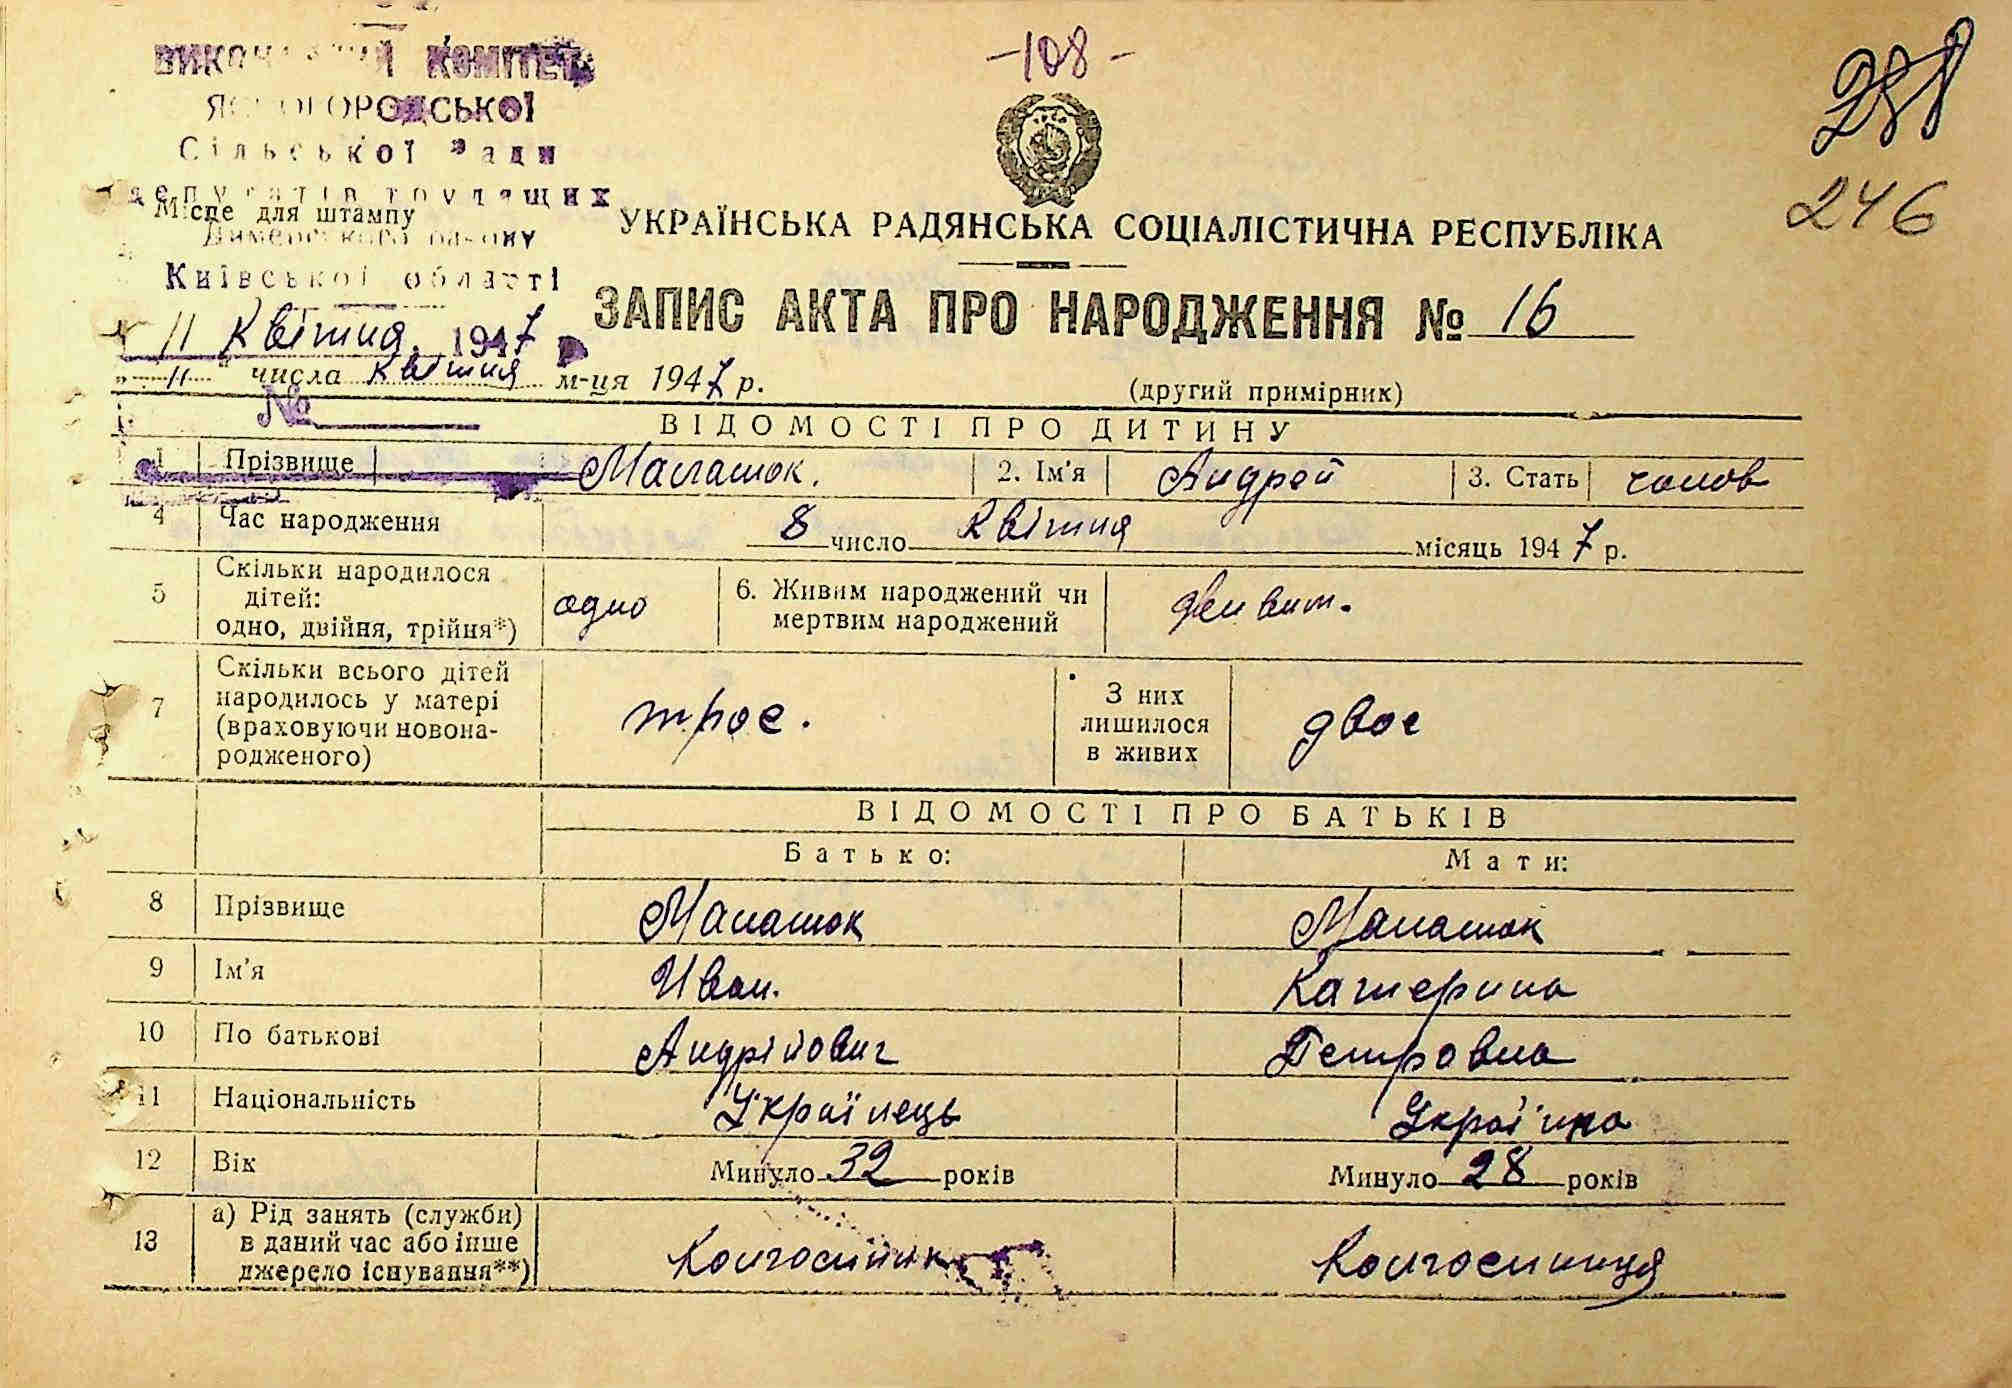 -108-
238
246
ВИКОНАВЧИЙ КОМІТЕТ
ЯСНОГОРОДСЬКОЇ
Сільської Ради
депутатів трудящих
Місце для штампу
Димерського району
Київської області
11 Квітня 1947
"11" числа квітня м-ця 1947 р.
№
УКРАЇНСЬКА РАДЯНСЬКА СОЦІАЛІСТИЧНА РЕСПУБЛІКА
ЗАПИС АКТА ПРО НАРОДЖЕННЯ № 16
(другий примірник)
ВІДОМОСТІ ПРО ДИТИНУ
1 Прізвище Малашок. 2. Ім'я Андрей 3. Стать чолов
4 Час народження 8 число Квітня місяць 1947 р.
5 Скільки народилося дітей: одно, двійня, трійня*) одно 6. Живим народжений чи мертвим народжений
7 Скільки всього дітей народилось у матері (враховуючи новонародженого) троє. З них лишилося в живих двоє
ВІДОМОСТІ ПРО БАТЬКІВ
Батько: Мати:
8 Прізвище Малашок Малашок
9 Ім'я Иван. Катерина
10 По батькові Андрійович Петровна
11 Національність Українець Українка
12 Вік Минуло 32 років Минуло 28 років
13 а) Рід занять (служби) в даний час або інше джерело існування**) Колгоспник Колгоспниця